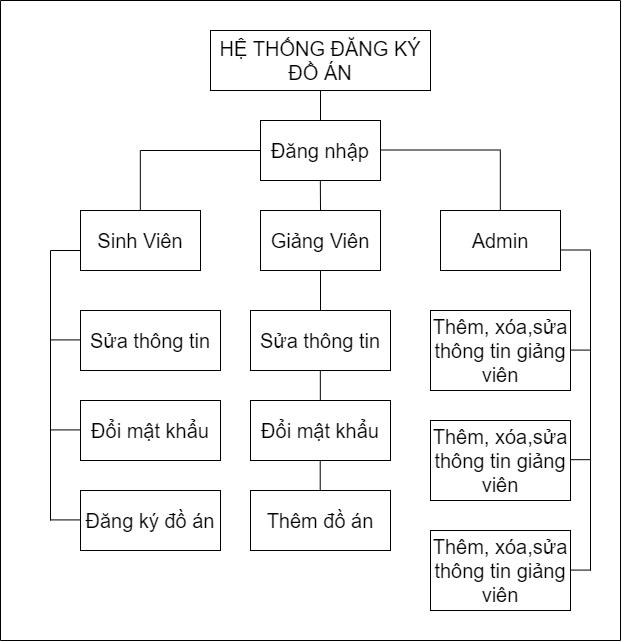 HỆ THỐNG ĐĂNG KÝ
ĐỒ ÁN
Đăng nhập
Sinh Viên
Giảng Viên
Admin
Sửa thông tin
Sửa thông tin
Thêm, xóa,sửa
thông tin giảng
viên
Đổi mật khẩu
Đổi mật khẩu
Thêm, xóa,sửa
thông tin giảng
viên
Đăng ký đồ án
Thêm đồ án
Thêm, xóa,sửa
thông tin giảng
viên